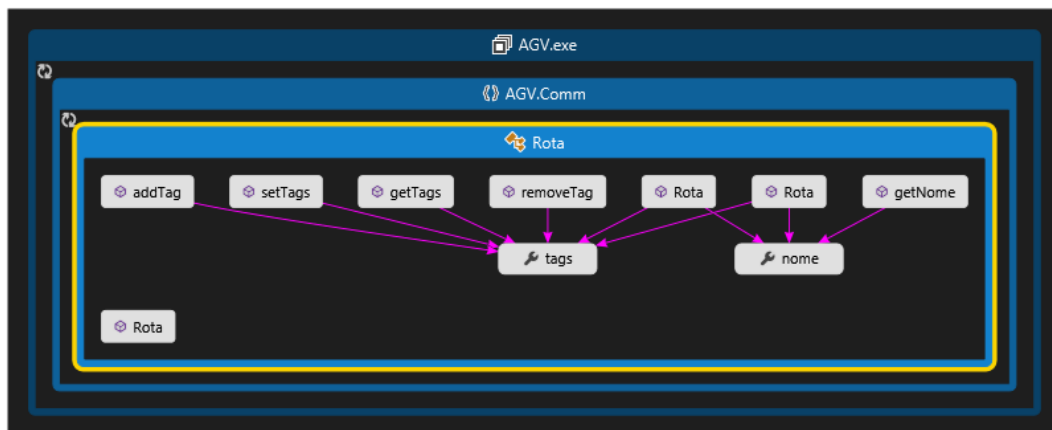 AGV.exe
AGV.Comm
Rota
addTag setTags getTags removeTag Rota Rota getNome
tags nome
Rota